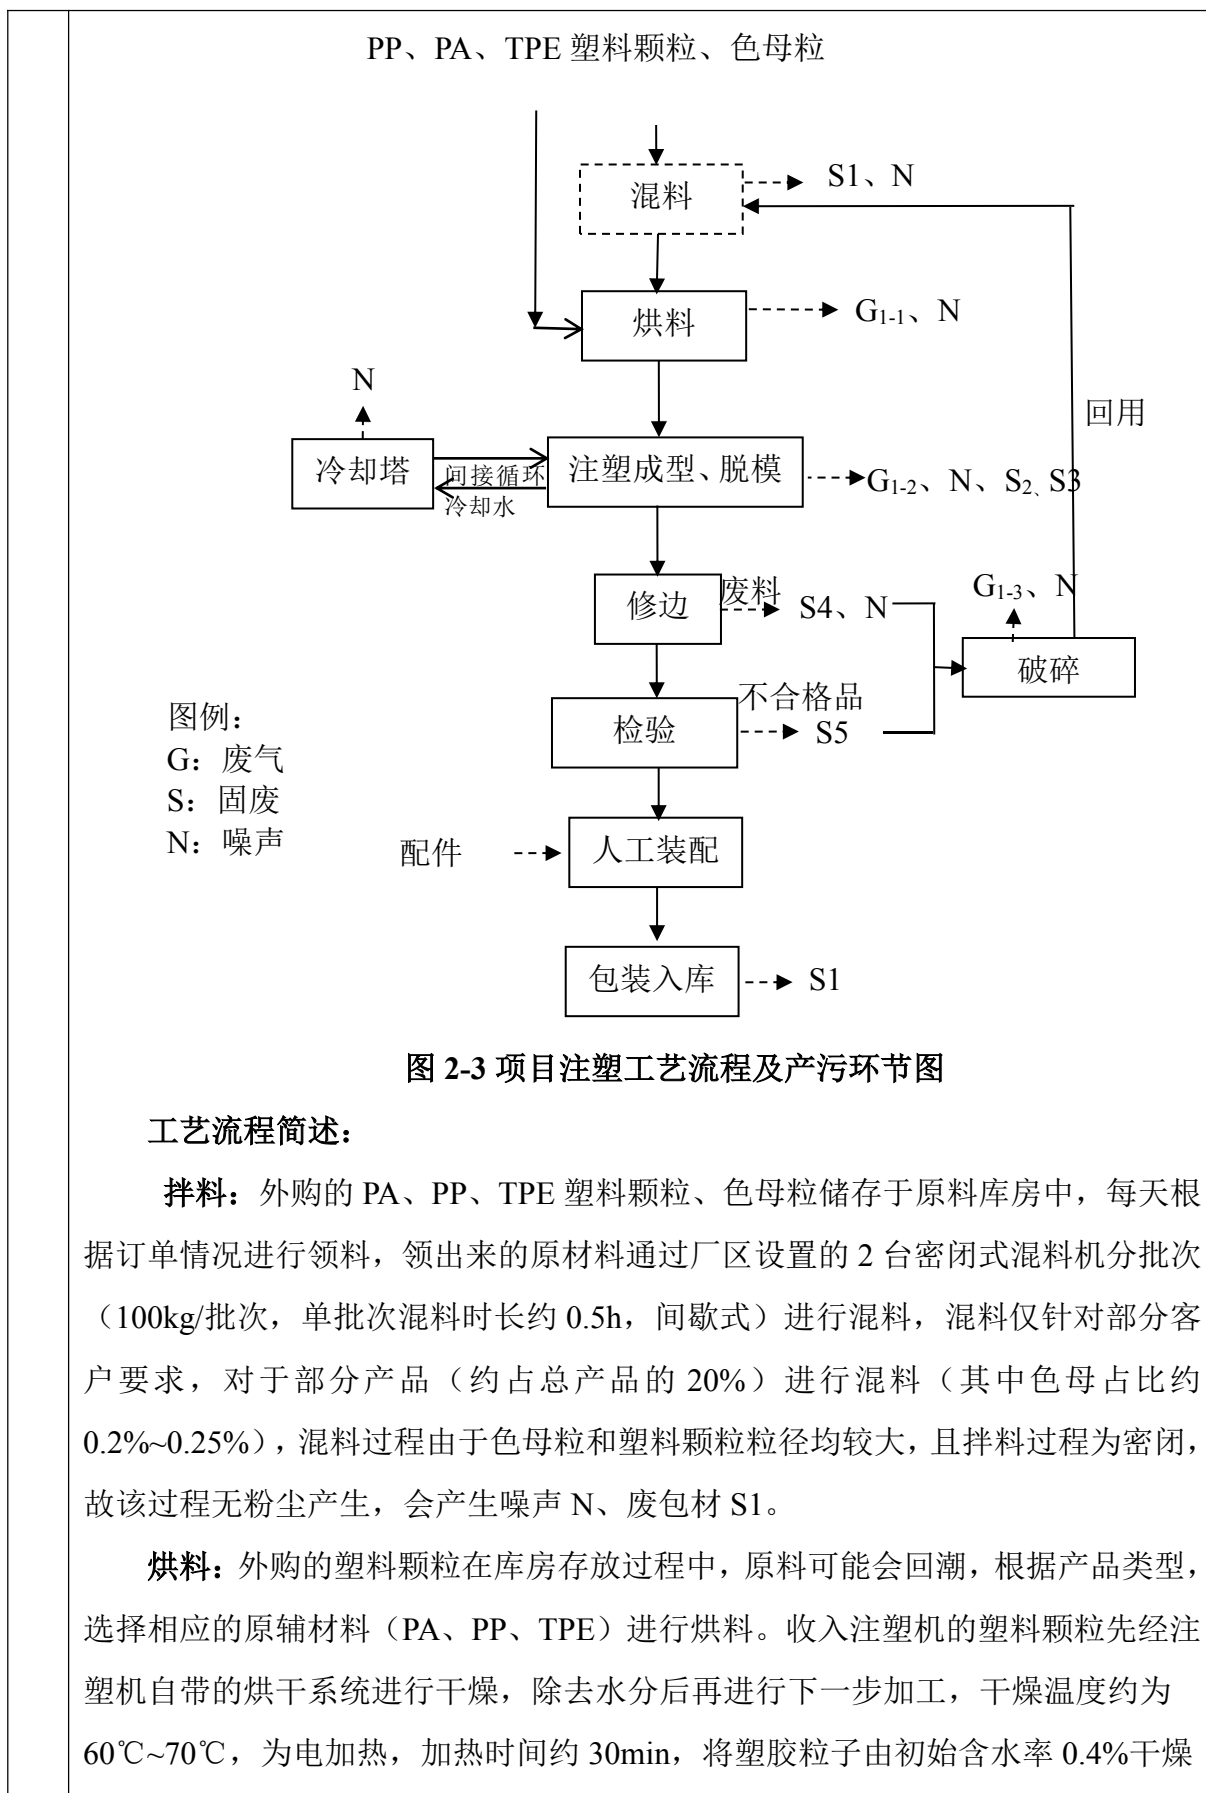 PP、PA、TPE 塑料颗粒、色母粒
混料
S1、N
烘料
G1-1、N
N
回用
冷却塔
间接循环
冷却水
注塑成型、脱模
G1-2、N、S2、S3
修边
废料
S4、N
G1-3、N
破碎
不合格品
检验
S5
图例：
G：废气
S：固废
N：噪声
配件
人工装配
包装入库
S1
图 2-3 项目注塑工艺流程及产污环节图
工艺流程简述：
拌料：外购的 PA、PP、TPE 塑料颗粒、色母粒储存于原料库房中，每天根
据订单情况进行领料，领出来的原材料通过厂区设置的 2 台密闭式混料机分批次
（100kg/批次，单批次混料时长约 0.5h，间歇式）进行混料，混料仅针对部分客
户要求，对于部分产品（约占总产品的 20%）进行混料（其中色母占比约
0.2%~0.25%），混料过程由于色母粒和塑料颗粒粒径均较大，且拌料过程为密闭，
故该过程无粉尘产生，会产生噪声 N、废包材 S1。
烘料：外购的塑料颗粒在库房存放过程中，原料可能会回潮，根据产品类型，
选择相应的原辅材料（PA、PP、TPE）进行烘料。收入注塑机的塑料颗粒先经注
塑机自带的烘干系统进行干燥，除去水分后再进行下一步加工，干燥温度约为
60℃~70℃，为电加热，加热时间约 30min，将塑胶粒子由初始含水率 0.4%干燥